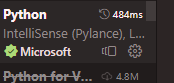 Python 484ms
IntelliSense (Pylance), L...
Microsoft
Python for V... 4.8M